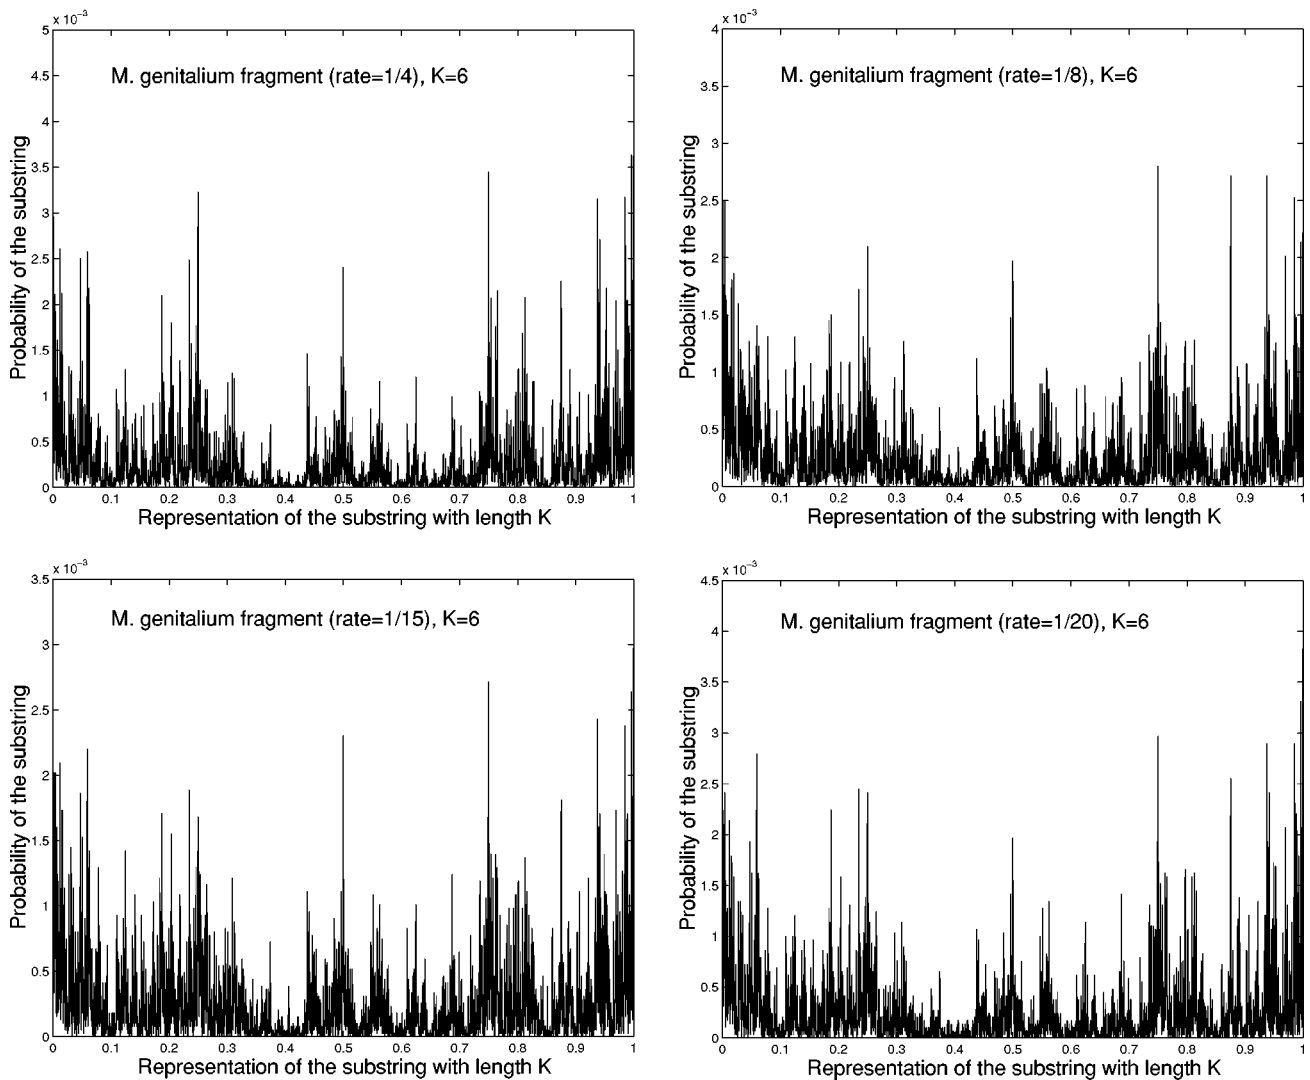 x 10⁻³
5
4.5
4
3.5
3
2.5
2
1.5
1
0.5
0
Probability of the substring
M. genitalium fragment (rate=1/4), K=6
0 0.1 0.2 0.3 0.4 0.5 0.6 0.7 0.8 0.9 1
Representation of the substring with length K
x 10⁻³
4
3.5
3
2.5
2
1.5
1
0.5
0
Probability of the substring
M. genitalium fragment (rate=1/8), K=6
0 0.1 0.2 0.3 0.4 0.5 0.6 0.7 0.8 0.9 1
Representation of the substring with length K
x 10⁻³
3.5
3
2.5
2
1.5
1
0.5
0
Probability of the substring
M. genitalium fragment (rate=1/15), K=6
0 0.1 0.2 0.3 0.4 0.5 0.6 0.7 0.8 0.9 1
Representation of the substring with length K
x 10⁻³
4.5
4
3.5
3
2.5
2
1.5
1
0.5
0
Probability of the substring
M. genitalium fragment (rate=1/20), K=6
0 0.1 0.2 0.3 0.4 0.5 0.6 0.7 0.8 0.9 1
Representation of the substring with length K